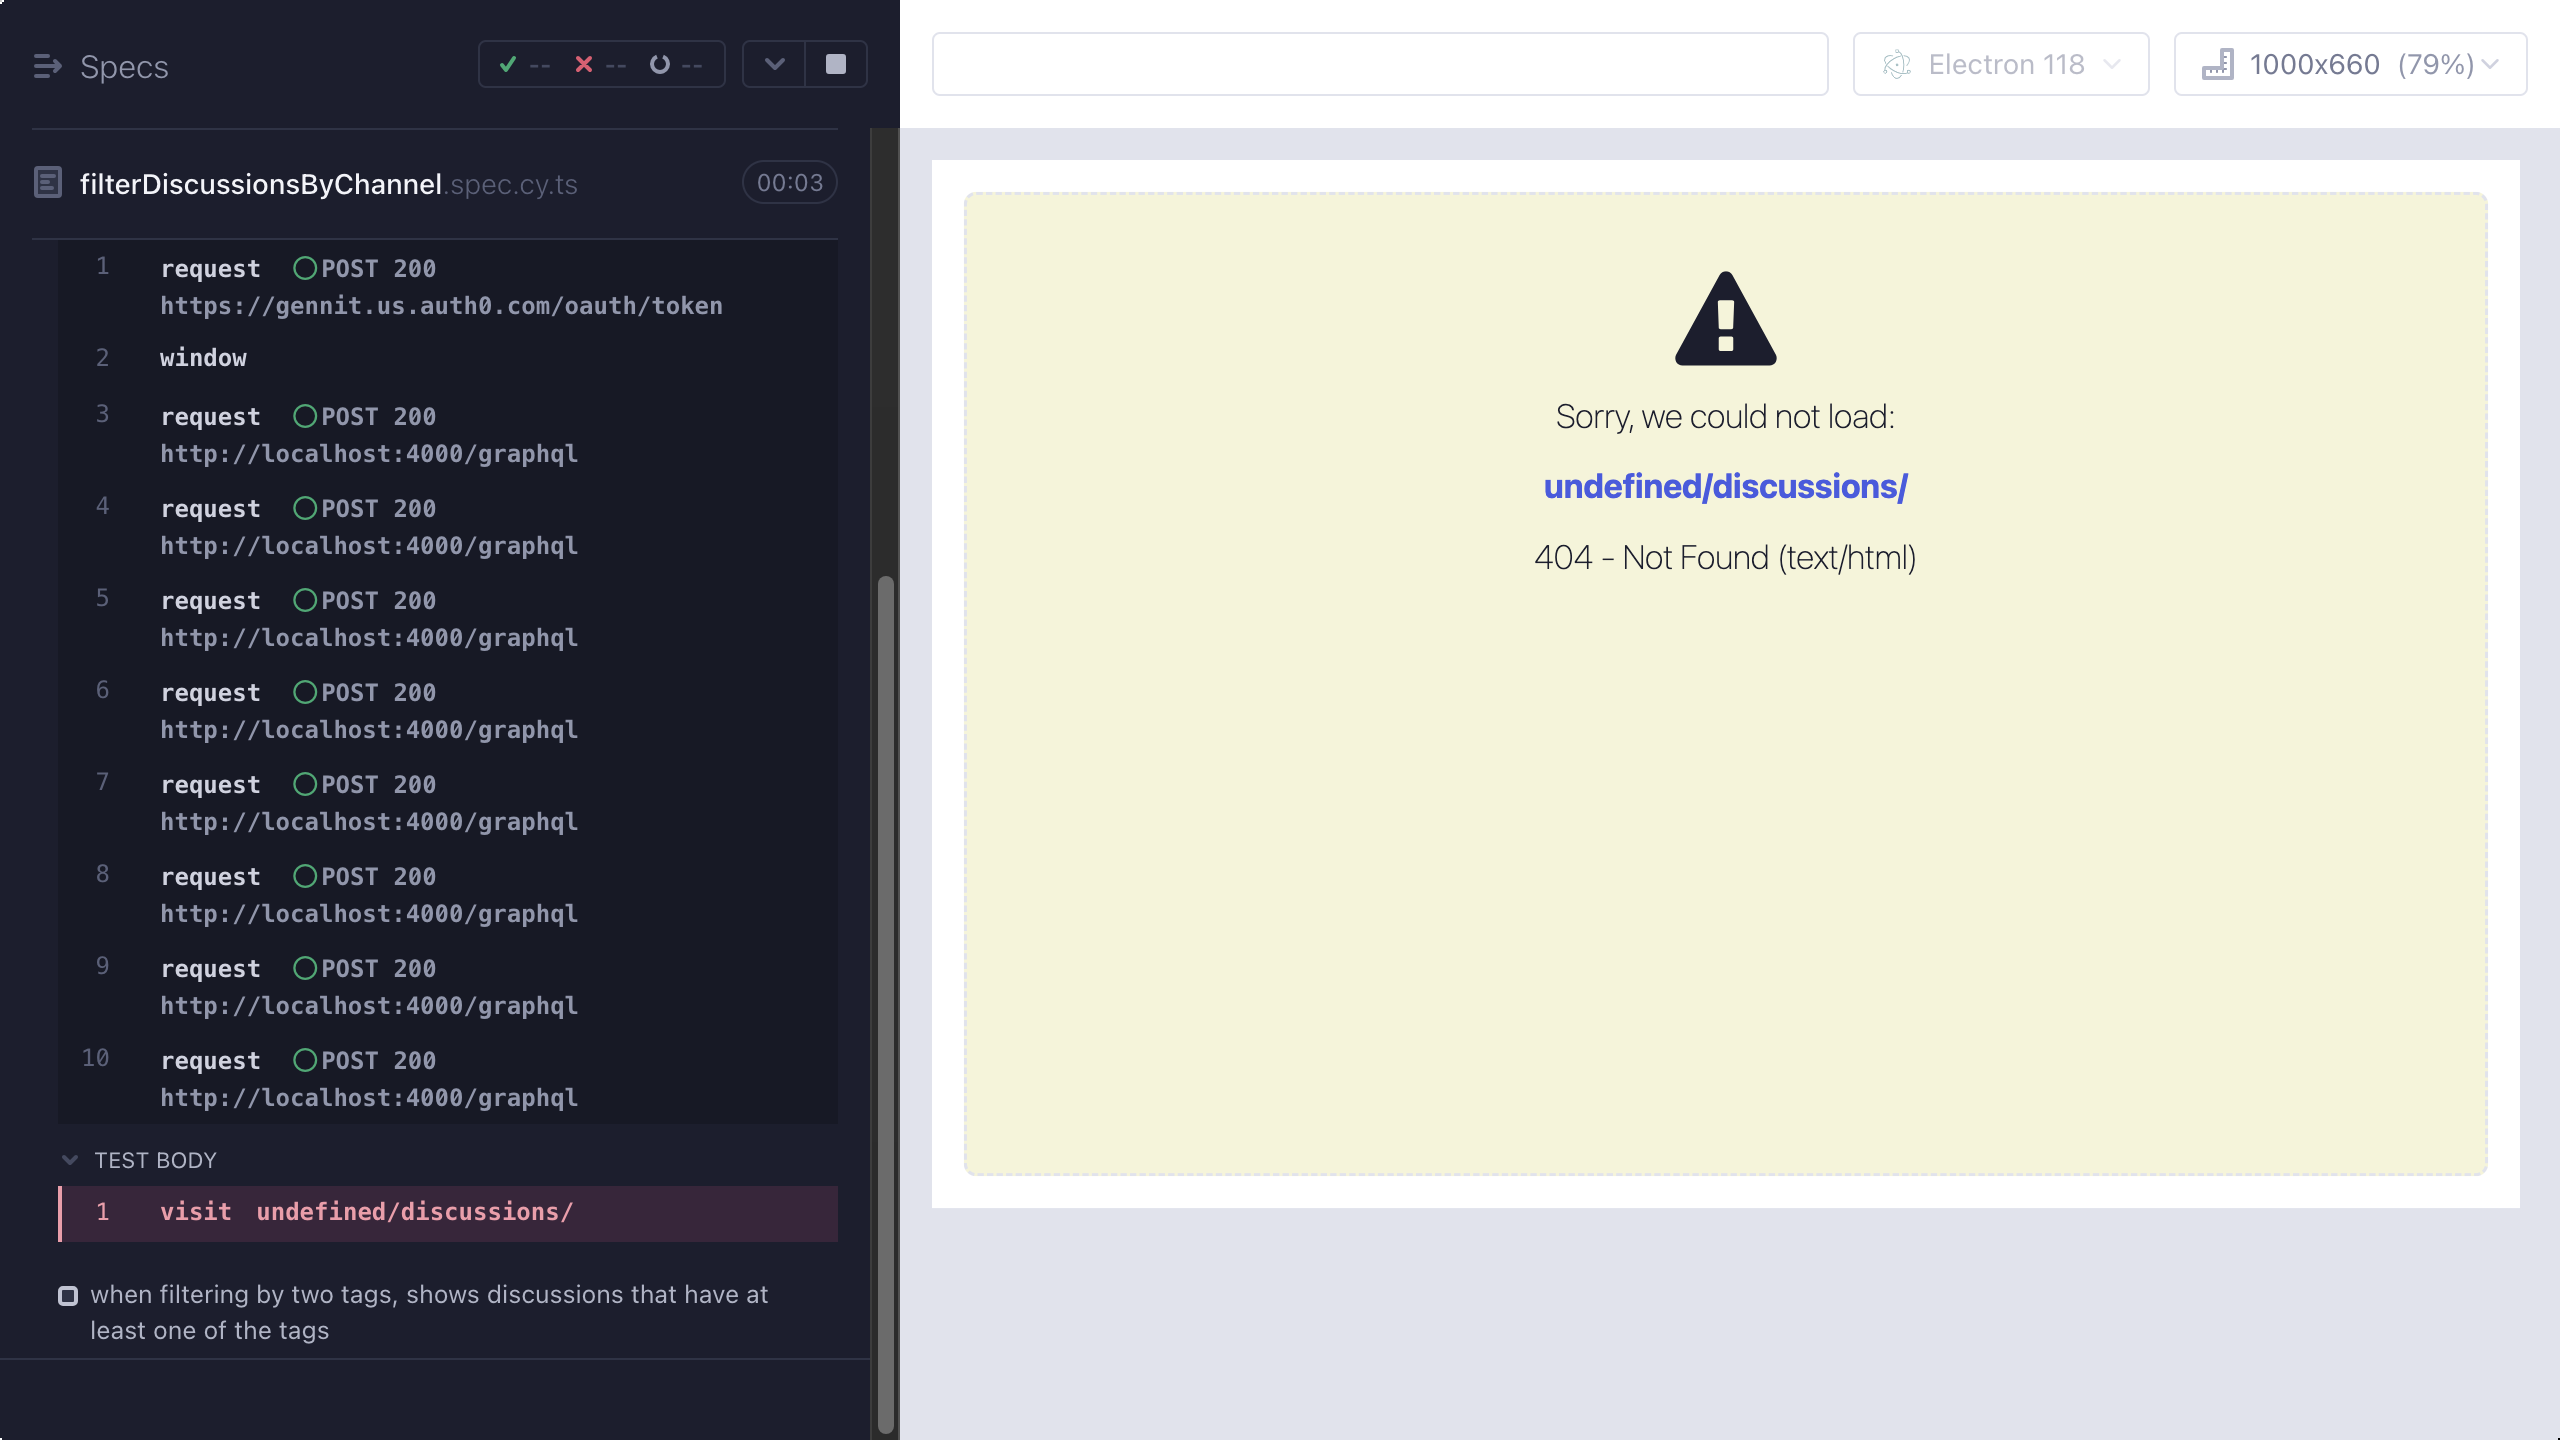 Specs
-- -- --
filterDiscussionsByChannel.spec.cy.ts 00:03
1 request POST 200
https://gennit.us.auth0.com/oauth/token
2 window
3 request POST 200
http://localhost:4000/graphql
4 request POST 200
http://localhost:4000/graphql
5 request POST 200
http://localhost:4000/graphql
6 request POST 200
http://localhost:4000/graphql
7 request POST 200
http://localhost:4000/graphql
8 request POST 200
http://localhost:4000/graphql
9 request POST 200
http://localhost:4000/graphql
10 request POST 200
http://localhost:4000/graphql
TEST BODY
1 visit undefined/discussions/
when filtering by two tags, shows discussions that have at
least one of the tags
Electron 118
1000x660 (79%)
Sorry, we could not load:
undefined/discussions/
404 - Not Found (text/html)